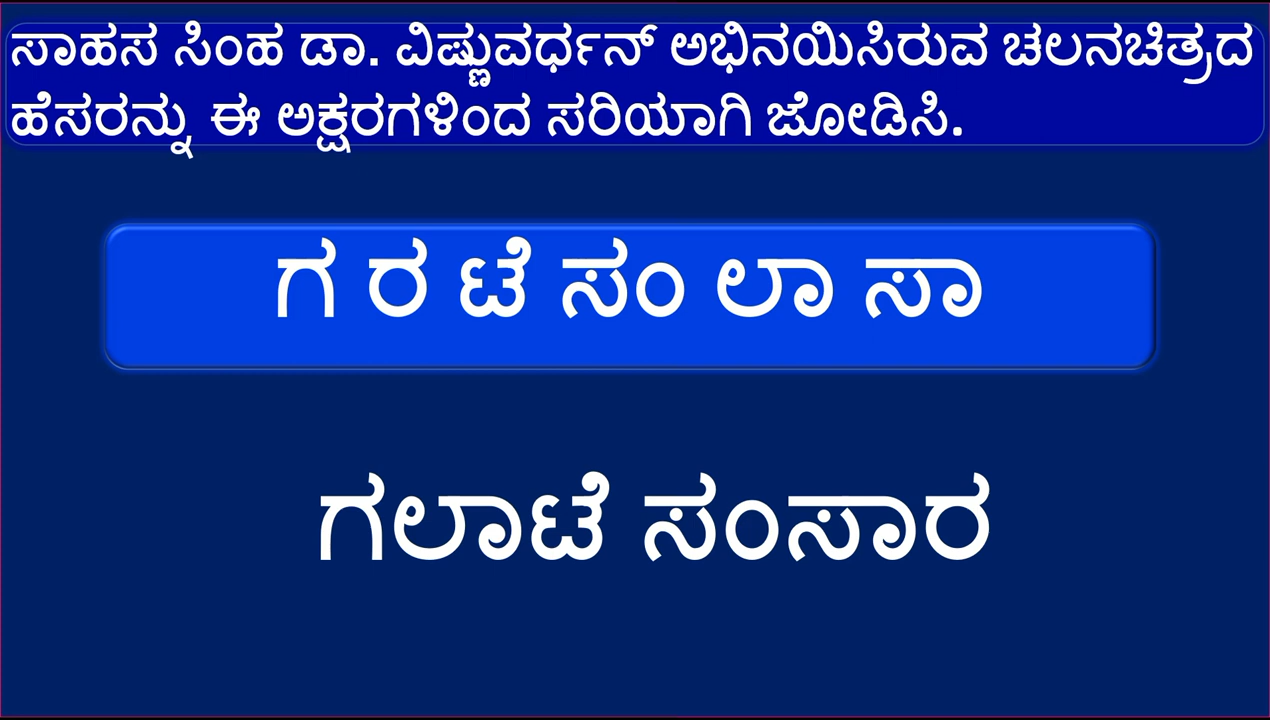 ಸಾಹಸ ಸಿಂಹ ಡಾ. ವಿಷ್ಣುವರ್ಧನ್ ಅಭಿನಯಿಸಿರುವ ಚಲನಚಿತ್ರದ
ಹೆಸರನ್ನು ಈ ಅಕ್ಷರಗಳಿಂದ ಸರಿಯಾಗಿ ಜೋಡಿಸಿ.
ಗ ರ ಟೆ ಸಂ ಲಾ ಸಾ
ಗಲಾಟೆ ಸಂಸಾರ